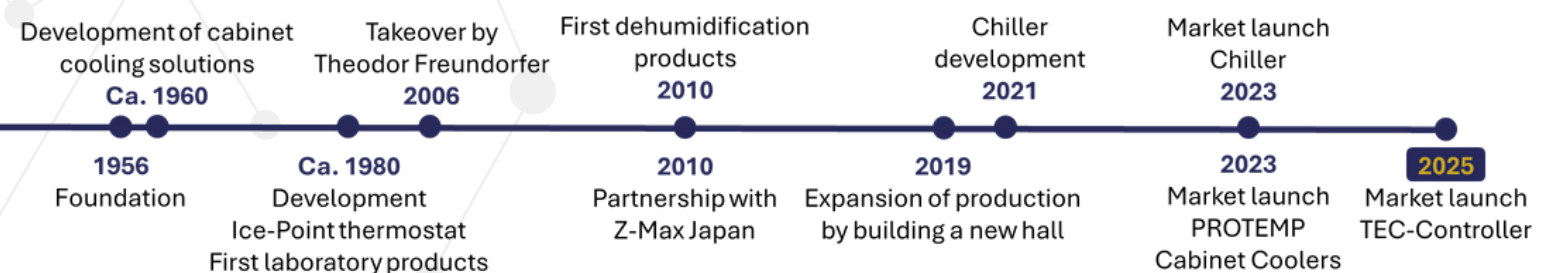 Development of cabinet
cooling solutions
Ca. 1960
1956
Foundation
Ca. 1980
Development
Ice-Point thermostat
First laboratory products
Takeover by
Theodor Freundorfer
2006
First dehumidification
products
2010
2010
Partnership with
Z-Max Japan
2019
Expansion of production
by building a new hall
Chiller
development
2021
Market launch
Chiller
2023
2023
Market launch
PROTEMP
Cabinet Coolers
2025
Market launch
TEC-Controller